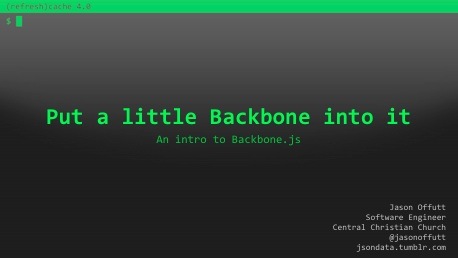 (refresh)cache 4.0
$
Put a little Backbone into it
An intro to Backbone.js
Jason Offutt
Software Engineer
Central Christian Church
@jasonoffutt
jsondata.tumblr.com